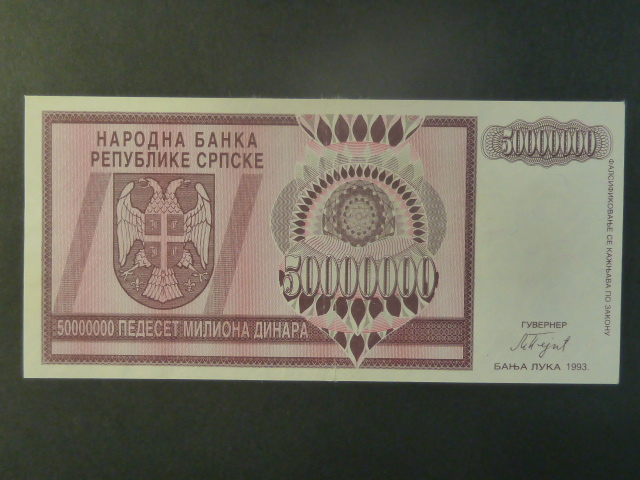 НАРОДНА БАНКА
РЕПУБЛИКЕ СРПСКЕ
50000000
50000000
50000000 ПЕДЕСЕТ МИЛИОНА ДИНАРА
ФАЛСИФИКОВАЊЕ СЕ КАЖЊАВА ПО ЗАКОНУ
ГУВЕРНЕР
БАЊА ЛУКА 1993.